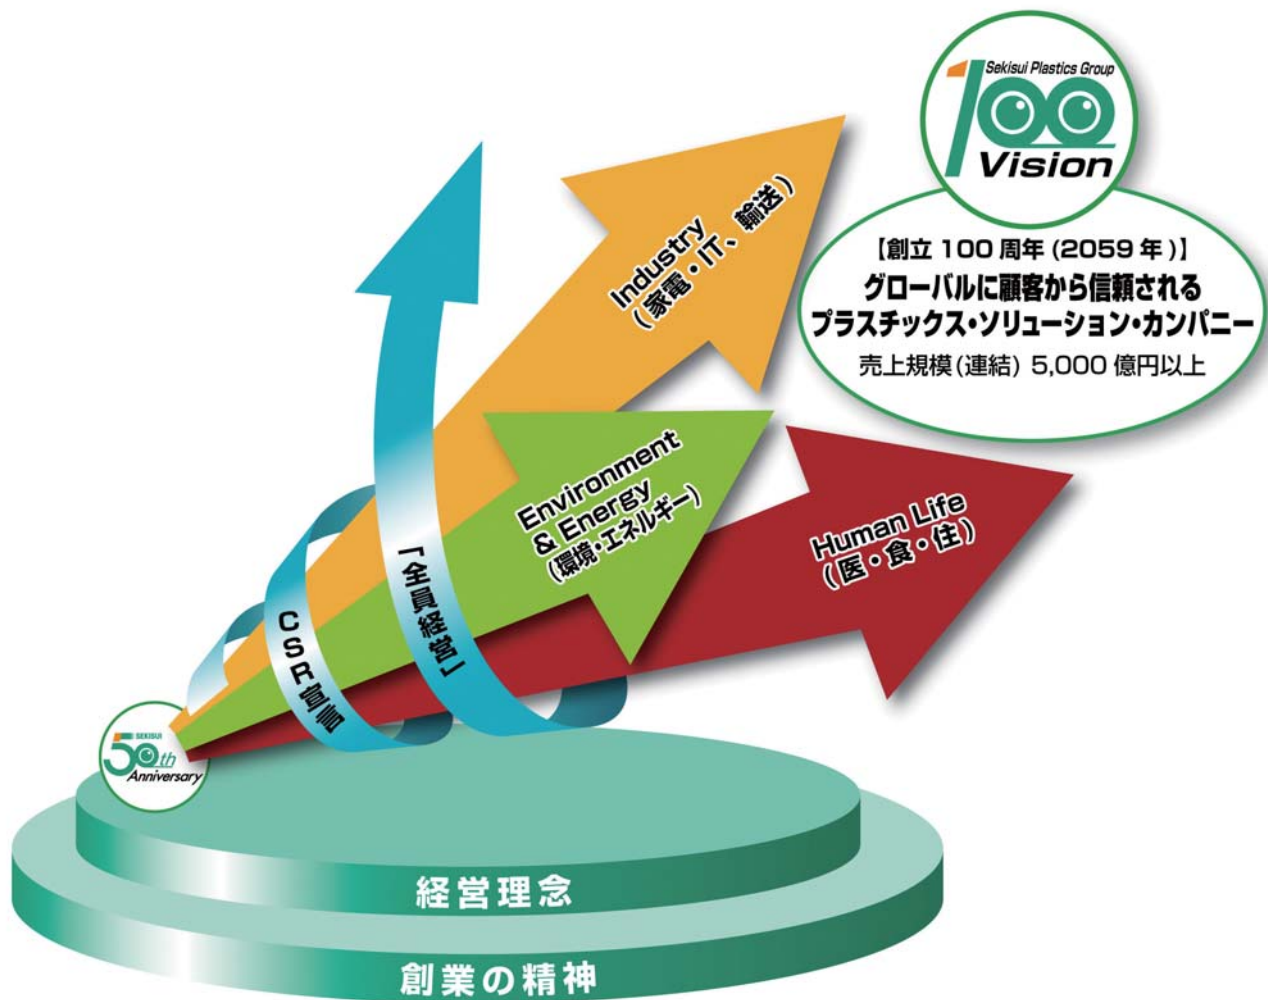 Sekisui Plastics Group
100
Vision
【創立 100 周年 (2059 年 )】
グローバルに顧客から信頼される
プラスチックス・ソリューション・カンパニー
売上規模(連結) 5,000 億円以上
Industry
(家電・IT、輸送)
Environment
& Energy
(環境・エネルギー)
Human Life
(医・食・住)
「全員経営」
CSR宣言
SEKISUI
50th
Anniversary
経営理念
創業の精神